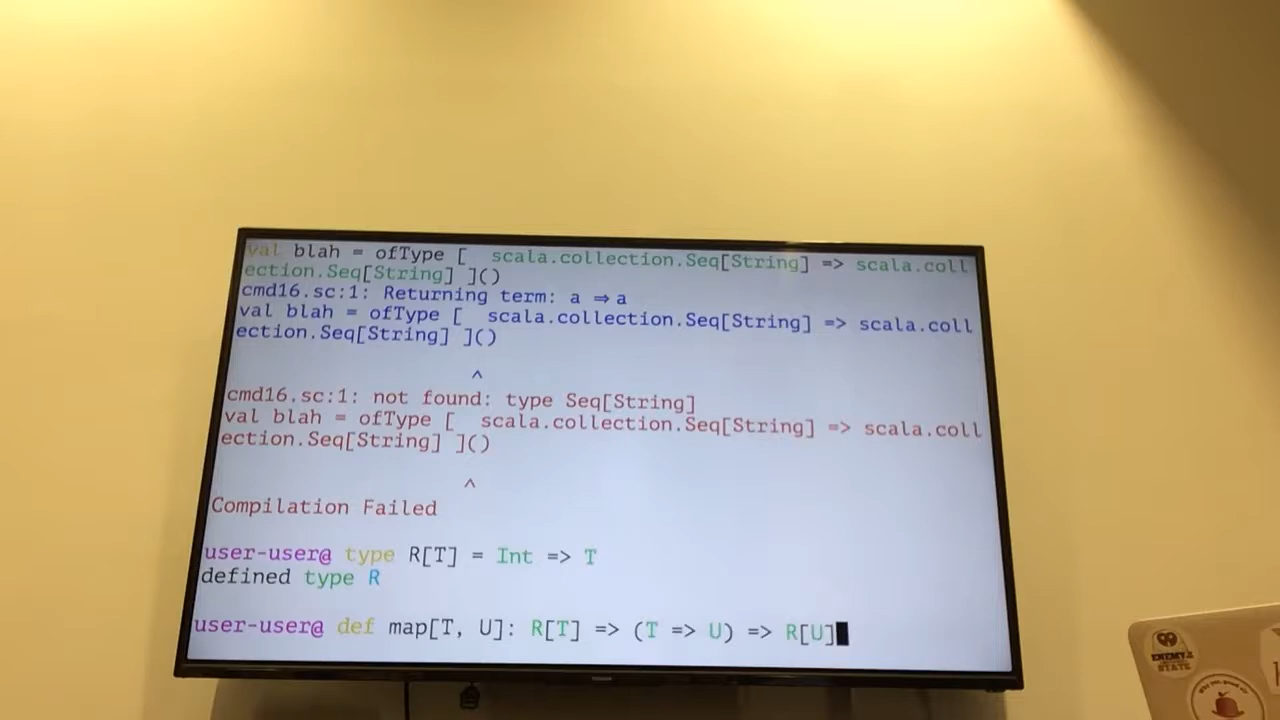 val blah = ofType [  scala.collection.Seq[String] => scala.coll
ection.Seq[String] ]()
cmd16.sc:1: Returning term: a ⇒ a
val blah = ofType [  scala.collection.Seq[String] => scala.coll
ection.Seq[String] ]()
^
cmd16.sc:1: not found: type Seq[String]
val blah = ofType [  scala.collection.Seq[String] => scala.coll
ection.Seq[String] ]()
^
Compilation Failed
user-user@ type R[T] = Int => T
defined type R
user-user@ def map[T, U]: R[T] => (T => U) => R[U]
ENEMY
STATE